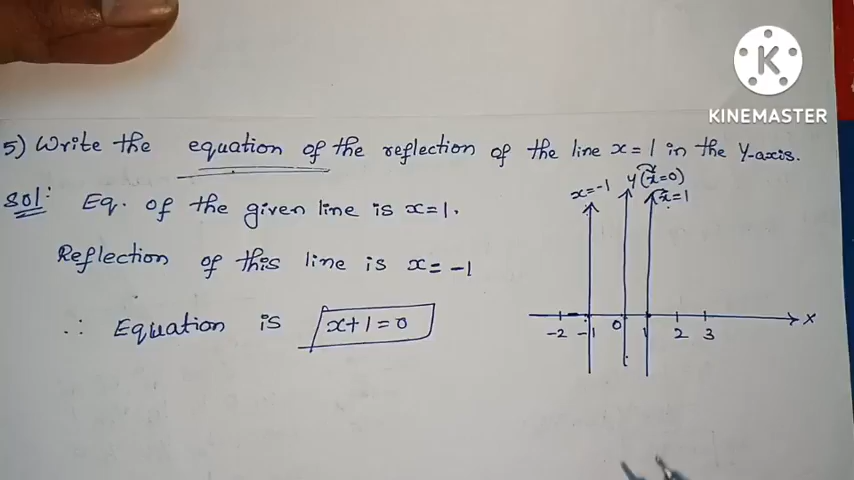 K
KINEMASTER
5) Write the equation of the reflection of the line x = 1 in the Y-axis.
Sol: Eq. of the given line is x=1.
Reflection of this line is x = -1
∴ Equation is x+1=0
x=-1 y(x=0)
x=1
X
-2 -1 0 1 2 3